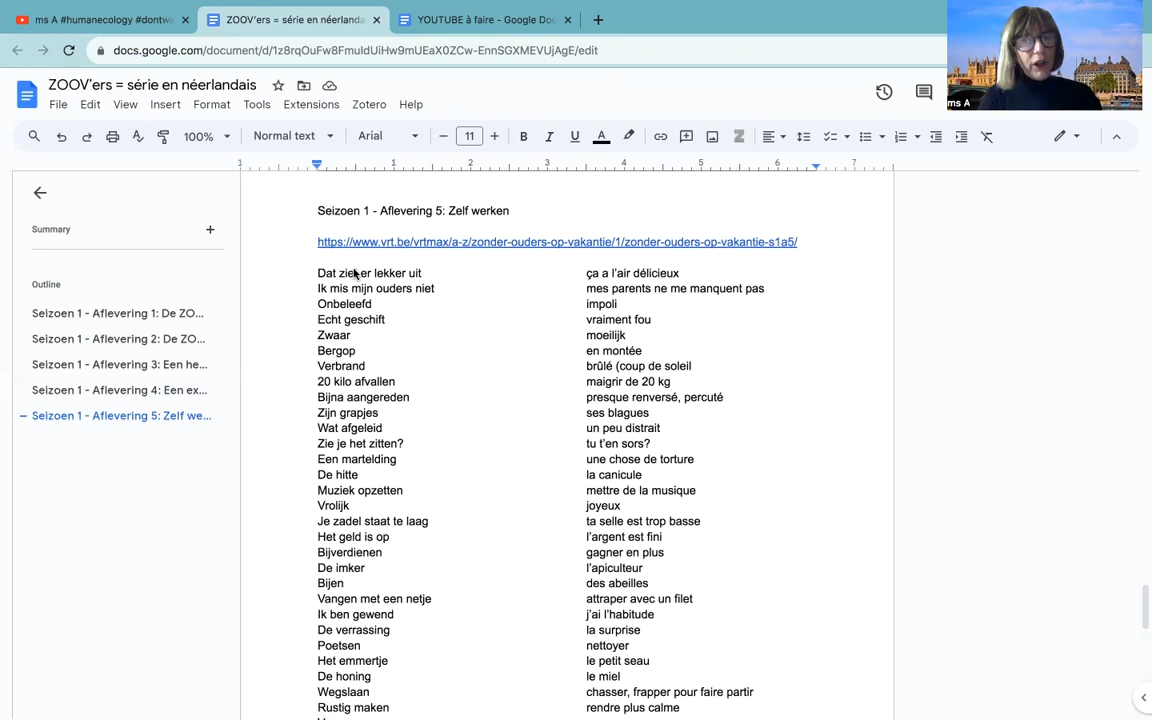 ms A #humanecology #dontwa
ZOOV'ers = série en néerlanda
YOUTUBE à faire - Google Doc
docs.google.com/document/d/1z8rqOuFw8FmuIdUiHw9mUEaX0ZCw-EnnSGXMEVUjAgE/edit
ZOOV'ers = série en néerlandais
File Edit View Insert Format Tools Extensions Zotero Help
ms A
100% Normal text Arial 11
1 1 2 3 4 5 6 7
Summary
Outline
Seizoen 1 - Aflevering 1: De ZO...
Seizoen 1 - Aflevering 2: De ZO...
Seizoen 1 - Aflevering 3: Een he...
Seizoen 1 - Aflevering 4: Een ex...
Seizoen 1 - Aflevering 5: Zelf we...
Seizoen 1 - Aflevering 5: Zelf werken
https://www.vrt.be/vrtmax/a-z/zonder-ouders-op-vakantie/1/zonder-ouders-op-vakantie-s1a5/
Dat er lekker uit ça a l'air délicieux
Ik mis mijn ouders niet mes parents ne me manquent pas
Onbeleefd impoli
Echt geschift vraiment fou
Zwaar moeilijk
Bergop en montée
Verbrand brûlé (coup de soleil
20 kilo afvallen maigrir de 20 kg
Bijna aangereden presque renversé, percuté
Zijn grapjes ses blagues
Wat afgeleid un peu distrait
Zie je het zitten? tu t'en sors?
Een marteling une chose de torture
De hitte la canicule
Muziek opzetten mettre de la musique
Vrolijk joyeux
Je zadel staat te laag ta selle est trop basse
Het geld is op l'argent est fini
Bijverdienen gagner en plus
De imker l'apiculteur
Bijen des abeilles
Vangen met een netje attraper avec un filet
Ik ben gewend j'ai l'habitude
De verrassing la surprise
Poetsen nettoyer
Het emmertje le petit seau
De honing le miel
Wegslaan chasser, frapper pour faire partir
Rustig maken rendre plus calme